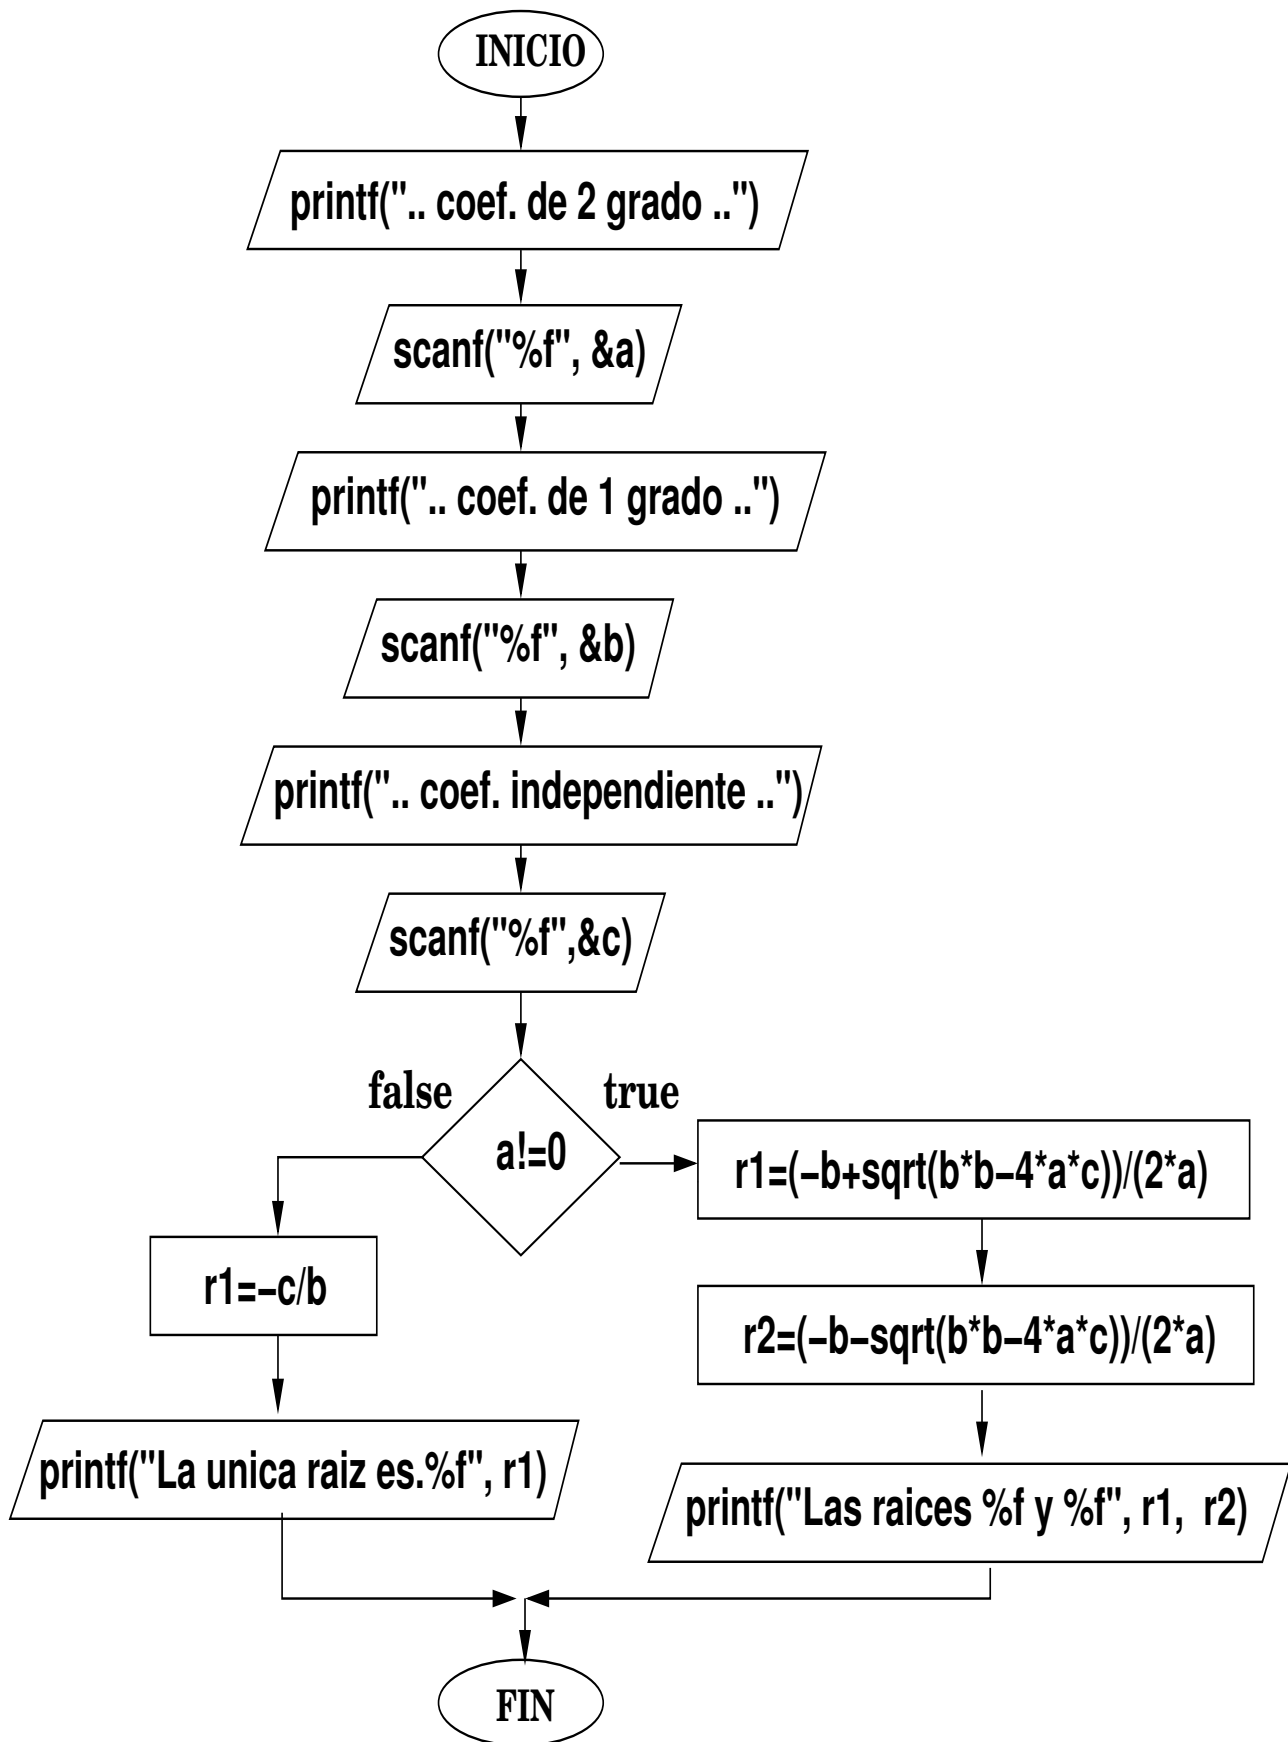 INICIO
printf(".. coef. de 2 grado ..")
scanf("%f", &a)
printf(".. coef. de 1 grado ..")
scanf("%f", &b)
printf(".. coef. independiente ..")
scanf("%f",&c)
false
true
a!=0
r1=(−b+sqrt(b*b−4*a*c))/(2*a)
r1=−c/b
r2=(−b−sqrt(b*b−4*a*c))/(2*a)
printf("La unica raiz es.%f", r1)
printf("Las raices %f y %f", r1, r2)
FIN